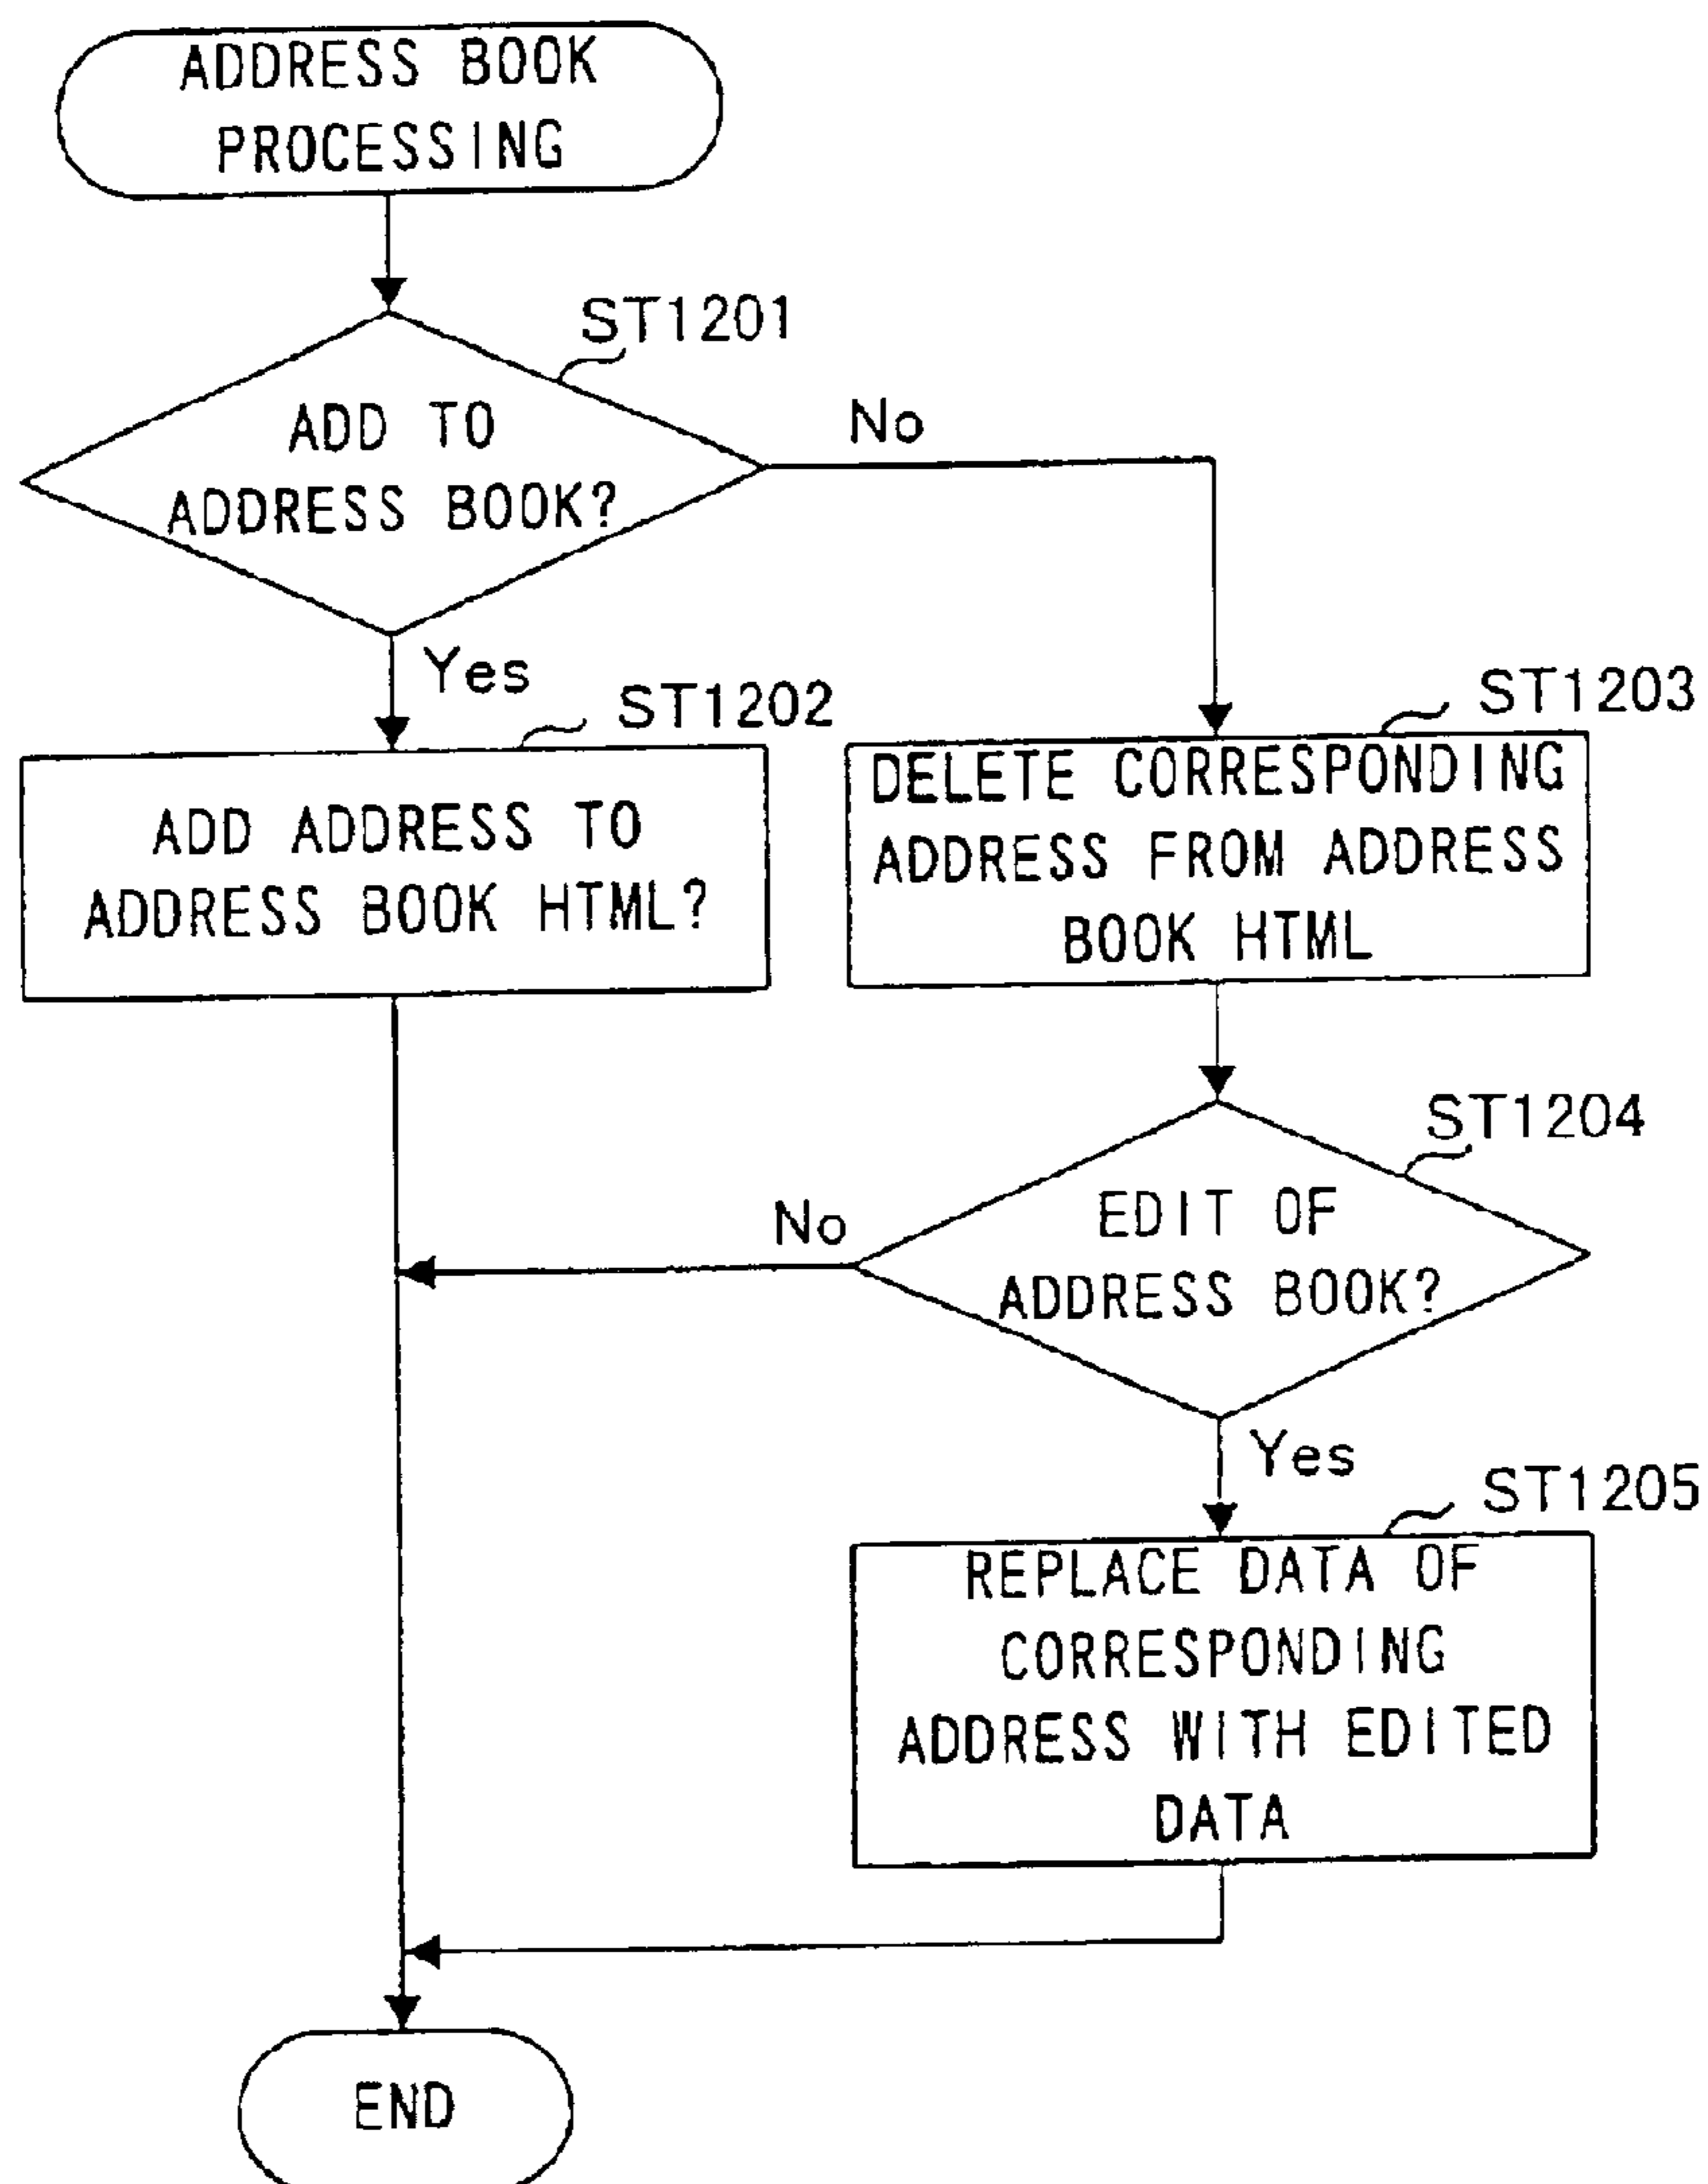 ADDRESS BOOK
PROCESSING
ST1201
ADD TO
ADDRESS BOOK?
No
Yes
ST1202
ADD ADDRESS TO
ADDRESS BOOK HTML?
ST1203
DELETE CORRESPONDING
ADDRESS FROM ADDRESS
BOOK HTML
ST1204
EDIT OF
ADDRESS BOOK?
No
Yes
ST1205
REPLACE DATA OF
CORRESPONDING
ADDRESS WITH EDITED
DATA
END